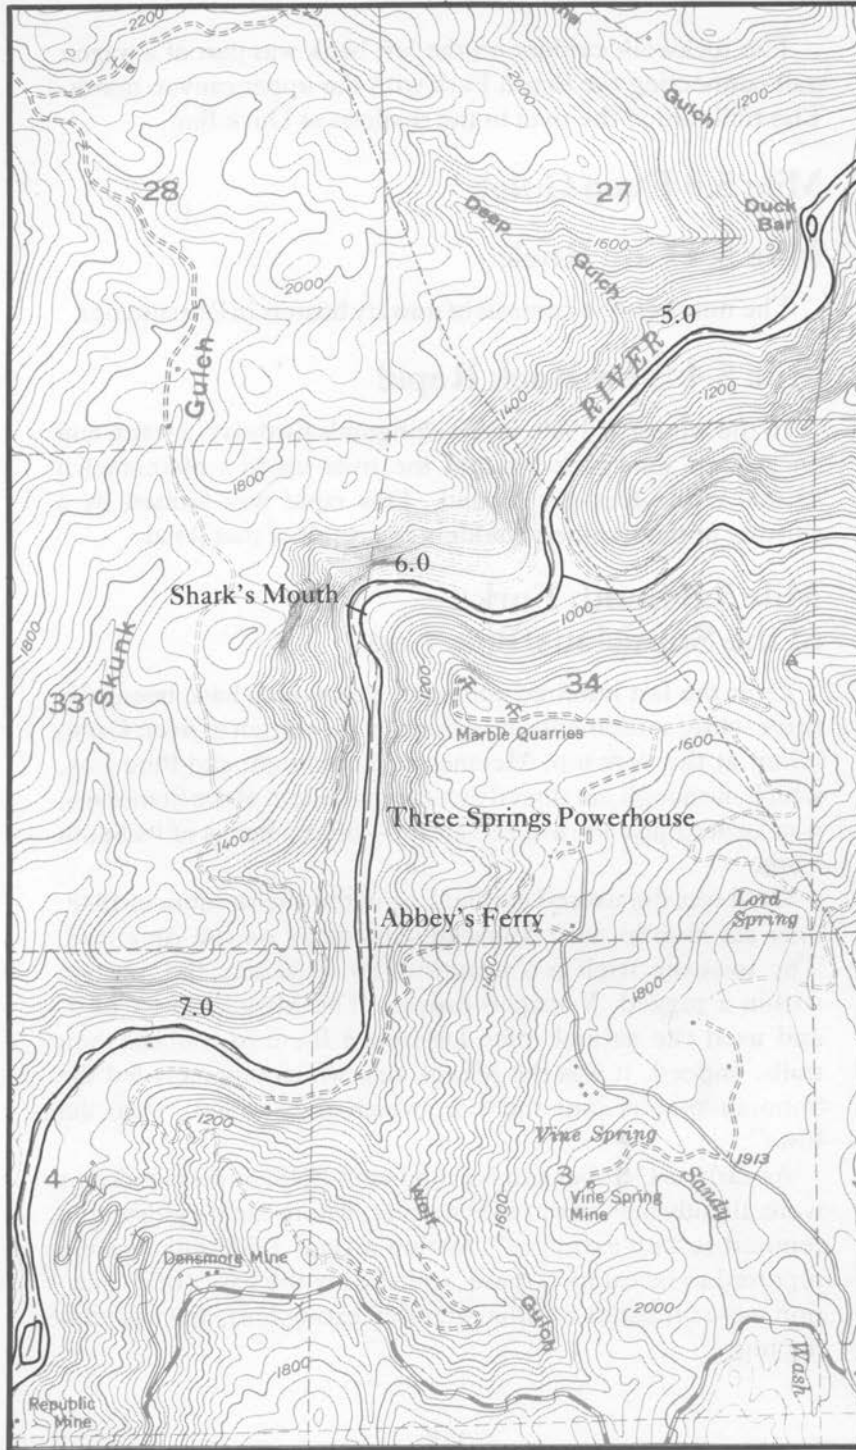 2200
2000
Gulch
1200
28
27
Duck
Bar
Deep
1600
Gulch
2000
5.0
RIVER
1400
1200
Gulch
1800
6.0
Shark's Mouth
1000
1800
Skunk
33
1200
34
Marble Quarries
1600
Three Springs Powerhouse
1400
Lord
Spring
Abbey's Ferry
1400
7.0
1800
1200
Vine Spring
1913
4
3
Vine Spring
Mine
Sandy
Wolf
1600
Densmore Mine
Gulch
2000
1800
Wash
Republic
Mine